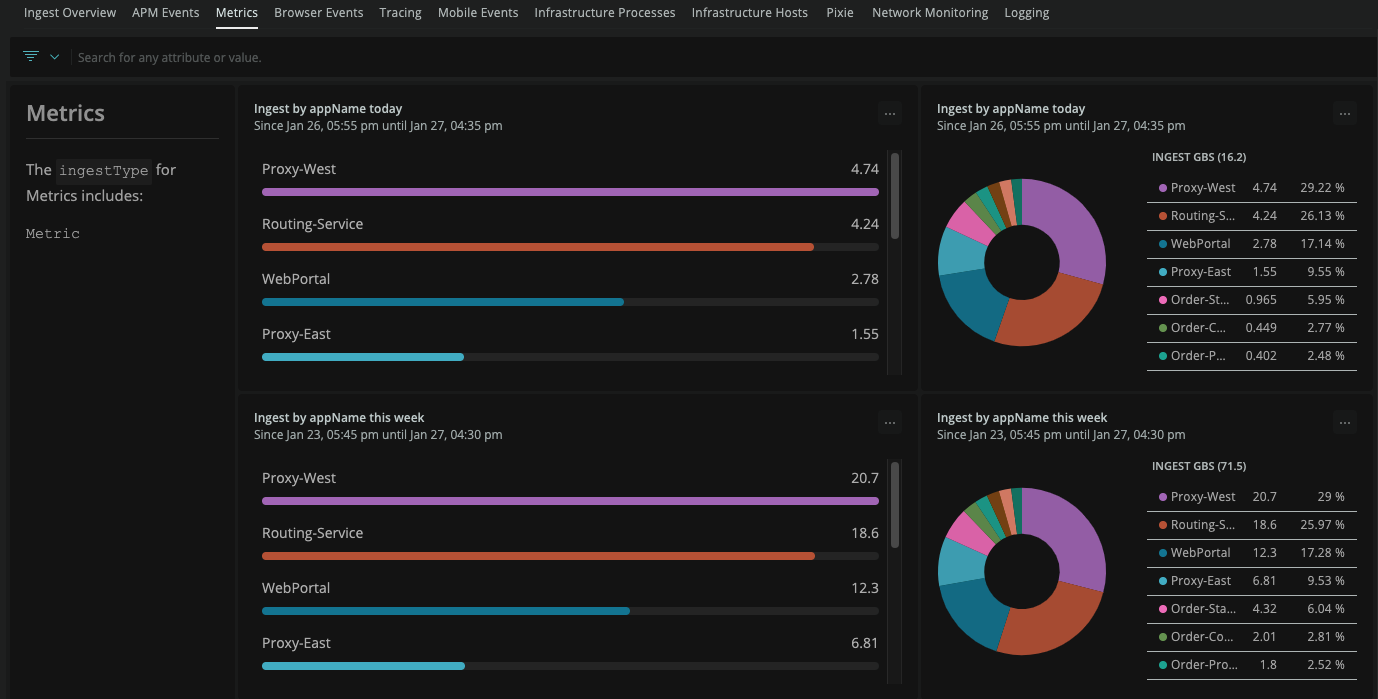 Ingest Overview APM Events Metrics Browser Events Tracing Mobile Events Infrastructure Processes Infrastructure Hosts Pixie Network Monitoring Logging
Search for any attribute or value.
Metrics
The ingestType for
Metrics includes:
Metric
Ingest by appName today
Since Jan 26, 05:55 pm until Jan 27, 04:35 pm
...
Proxy-West 4.74
Routing-Service 4.24
WebPortal 2.78
Proxy-East 1.55
Ingest by appName today
Since Jan 26, 05:55 pm until Jan 27, 04:35 pm
...
INGEST GBS (16.2)
Proxy-West 4.74 29.22 %
Routing-S... 4.24 26.13 %
WebPortal 2.78 17.14 %
Proxy-East 1.55 9.55 %
Order-St... 0.965 5.95 %
Order-C... 0.449 2.77 %
Order-P... 0.402 2.48 %
Ingest by appName this week
Since Jan 23, 05:45 pm until Jan 27, 04:30 pm
...
Proxy-West 20.7
Routing-Service 18.6
WebPortal 12.3
Proxy-East 6.81
Ingest by appName this week
Since Jan 23, 05:45 pm until Jan 27, 04:30 pm
...
INGEST GBS (71.5)
Proxy-West 20.7 29 %
Routing-S... 18.6 25.97 %
WebPortal 12.3 17.28 %
Proxy-East 6.81 9.53 %
Order-Sta... 4.32 6.04 %
Order-Co... 2.01 2.81 %
Order-Pro... 1.8 2.52 %